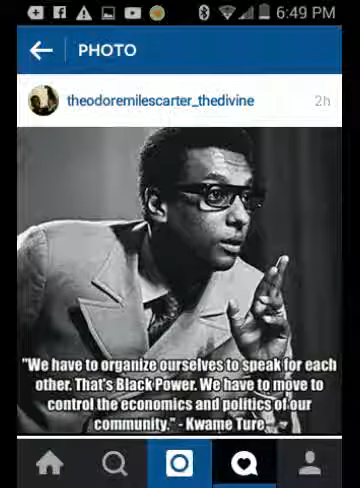 6:49 PM
PHOTO
theodoremilescarter_thedivine 2h
"We have to organize ourselves to speak for each
other. That's Black Power. We have to move to
control the economics and politics of our
community." - Kwame Ture